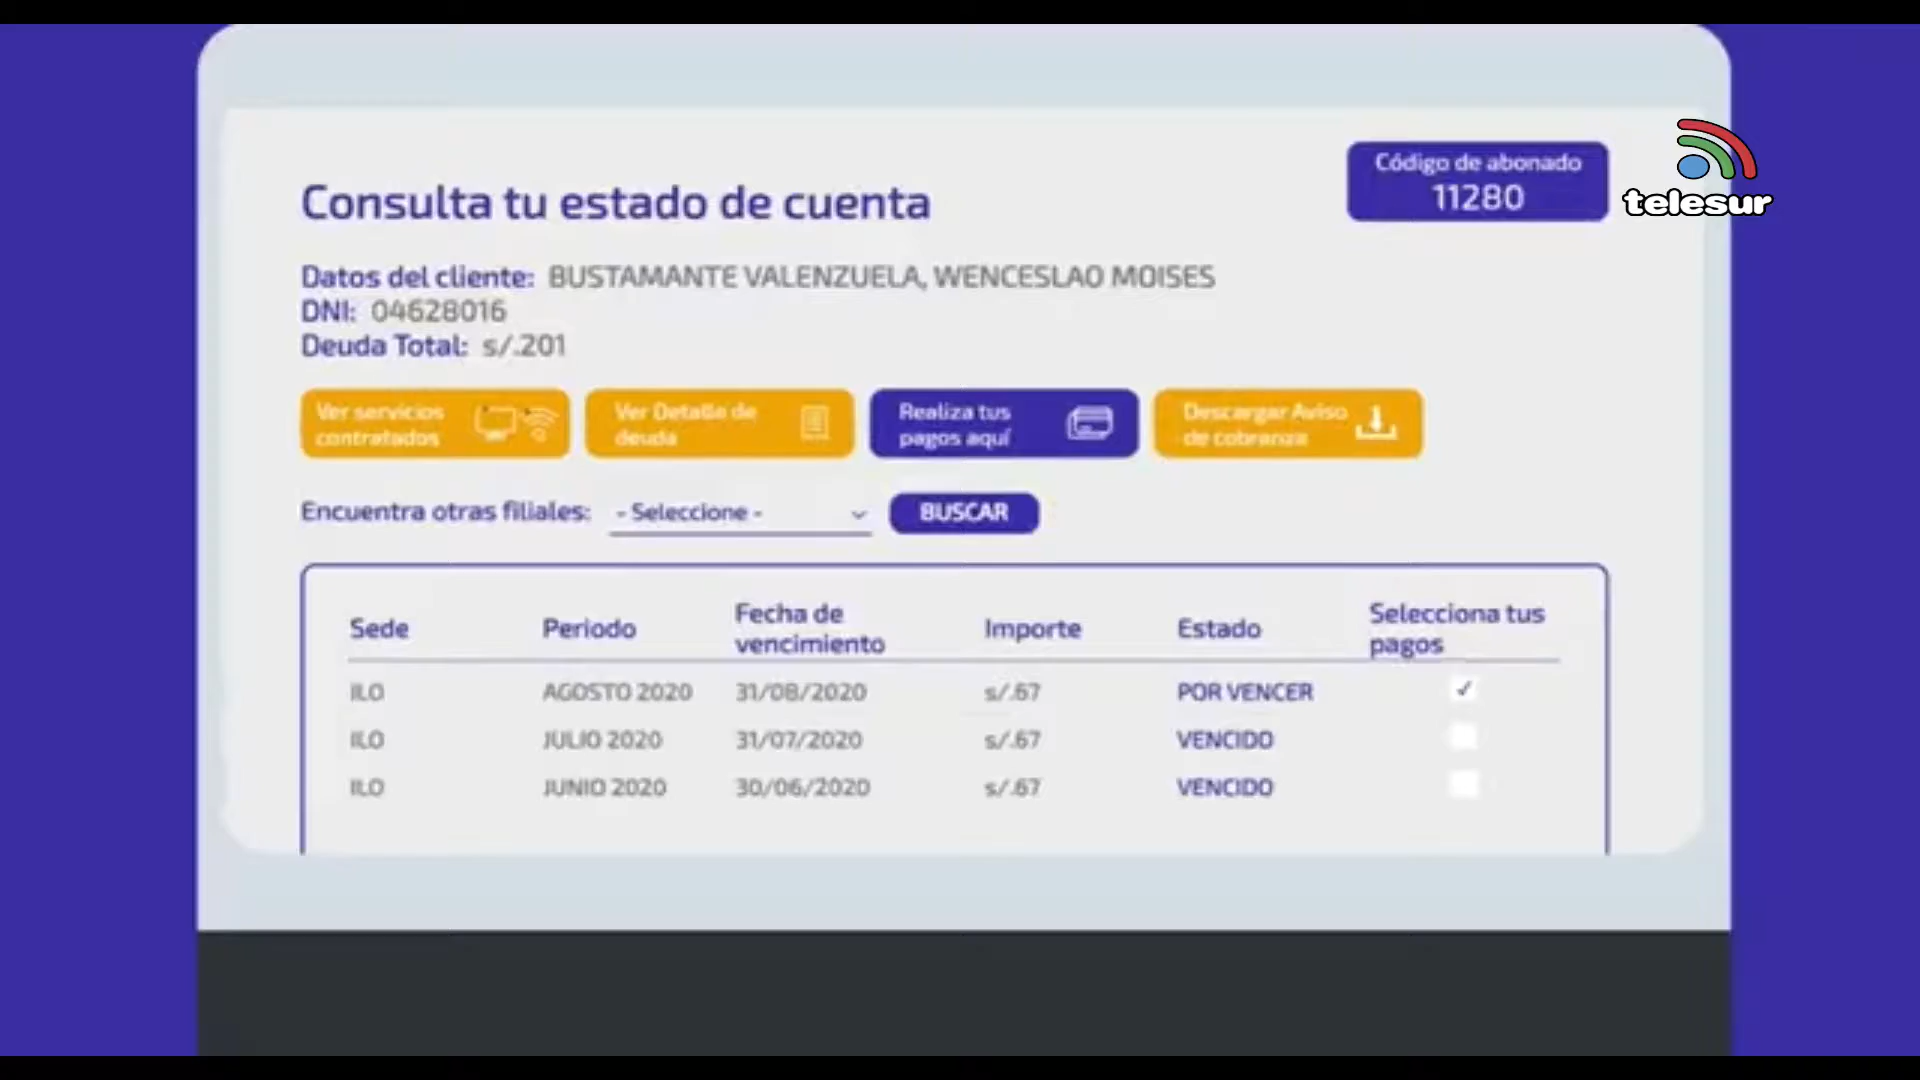 Código de abonado
11280
telesur
Consulta tu estado de cuenta
Datos del cliente: BUSTAMANTE VALENZUELA, WENCESLAO MOISES
DNI: 04628016
Deuda Total: s/.201
Ver servicios
contratados
Ver Detalle de
deuda
Realiza tus
pagos aquí
Descargar Aviso
de cobranza
Encuentra otras filiales: - Seleccione - BUSCAR
Sede Periodo Fecha de vencimiento Importe Estado Selecciona tus pagos
ILO AGOSTO 2020 31/08/2020 s/.67 POR VENCER
ILO JULIO 2020 31/07/2020 s/.67 VENCIDO
ILO JUNIO 2020 30/06/2020 s/.67 VENCIDO